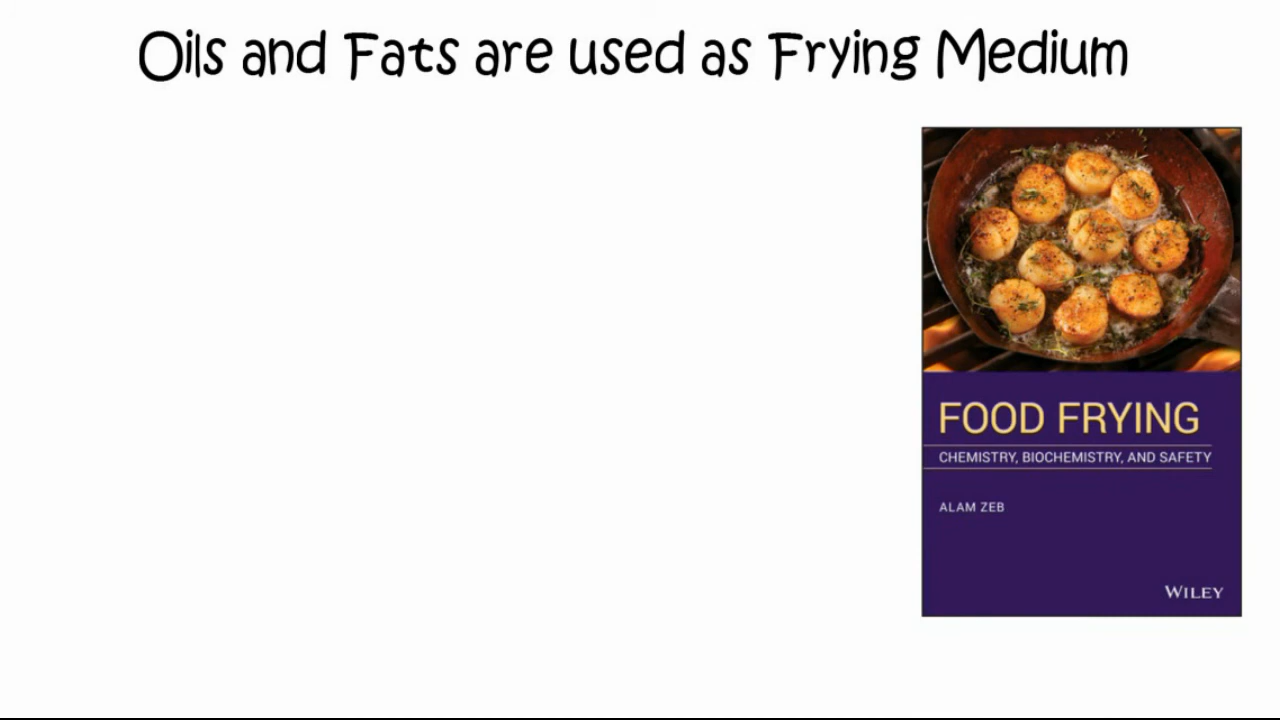 Oils and Fats are used as Frying Medium
FOOD FRYING
CHEMISTRY, BIOCHEMISTRY, AND SAFETY
ALAM ZEB
WILEY